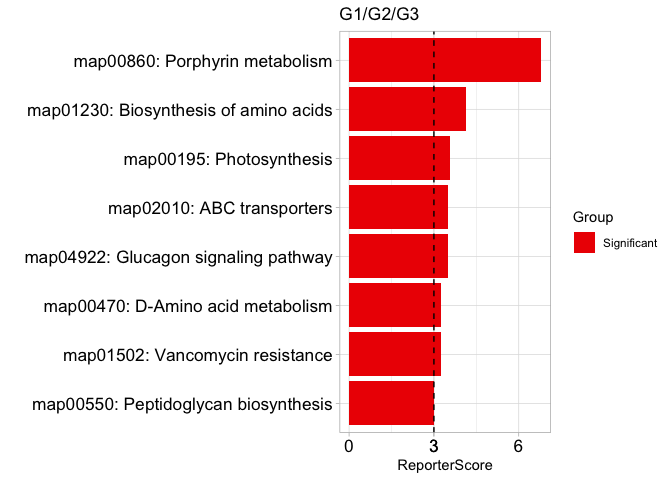 G1/G2/G3
map00860: Porphyrin metabolism
map01230: Biosynthesis of amino acids
map00195: Photosynthesis
map02010: ABC transporters
map04922: Glucagon signaling pathway
map00470: D-Amino acid metabolism
map01502: Vancomycin resistance
map00550: Peptidoglycan biosynthesis
0 3 6
ReporterScore
Group
Significant